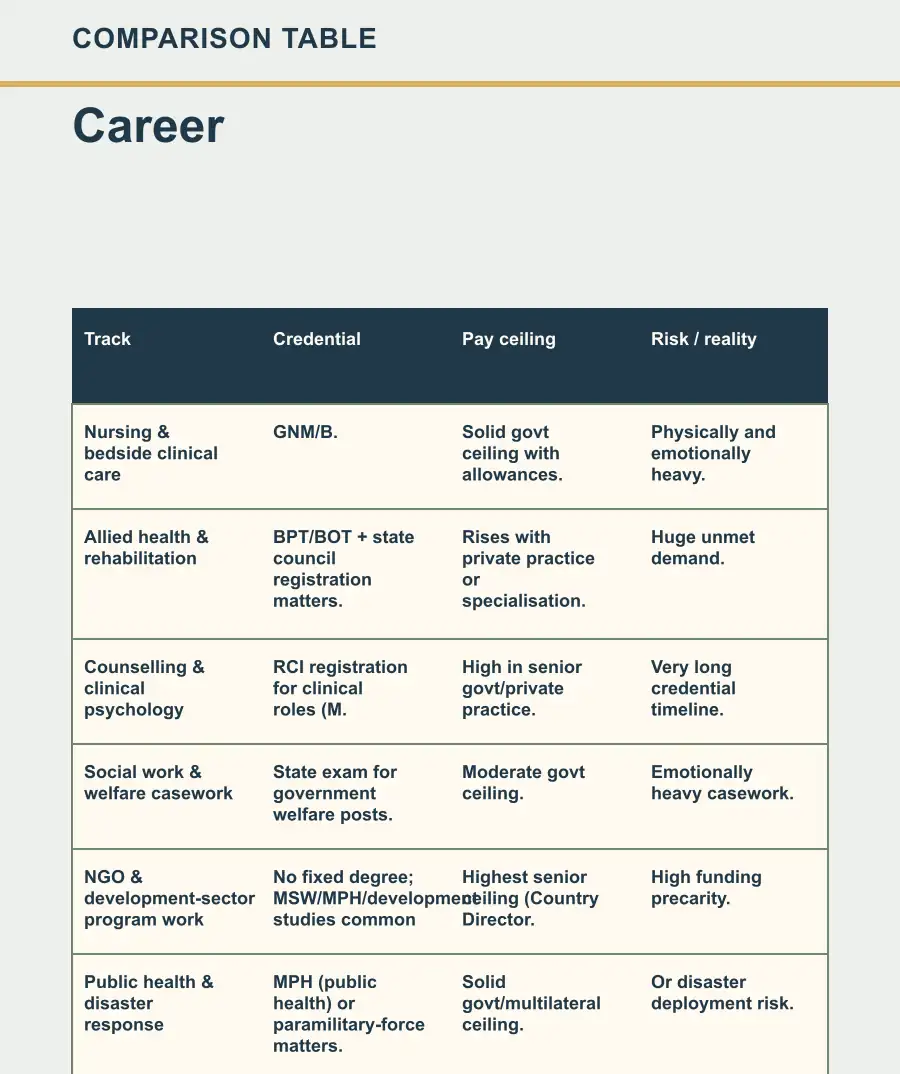 COMPARISON TABLE
Career
Track Credential Pay ceiling Risk / reality
Nursing &
bedside clinical
care
GNM/B.
Solid govt
ceiling with
allowances.
Physically and
emotionally
heavy.
Allied health &
rehabilitation
BPT/BOT + state
council
registration
matters.
Rises with
private practice
or
specialisation.
Huge unmet
demand.
Counselling &
clinical
psychology
RCI registration
for clinical
roles (M.
High in senior
govt/private
practice.
Very long
credential
timeline.
Social work &
welfare casework
State exam for
government
welfare posts.
Moderate govt
ceiling.
Emotionally
heavy casework.
NGO &
development-sector
program work
No fixed degree;
MSW/MPH/development
studies common
Highest senior
ceiling (Country
Director.
High funding
precarity.
Public health &
disaster
response
MPH (public
health) or
paramilitary-force
matters.
Solid
govt/multilateral
ceiling.
Or disaster
deployment risk.